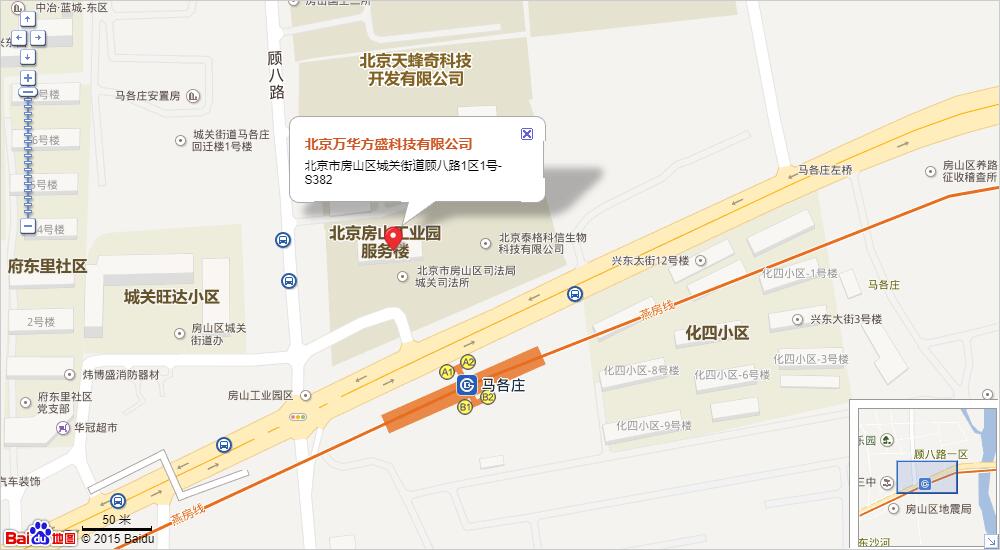 中冶·蓝城-东区
房山国土二所
顾八路
北京天蜂奇科技
开发有限公司
马各庄安置房
城关街道马各庄
回迁楼1号楼
6号楼
5号楼
4号楼
北京万华方盛科技有限公司
北京市房山区城关街道顾八路1区1号-
S382
马各庄左桥
房山区养路
征收稽查所
北京房山工业园
服务楼
北京泰格科信生物
科技有限公司
北京市房山区司法局
城关司法所
兴东大街12号楼
化四小区-1号楼
马各庄
府东里社区
城关旺达小区
2号楼
房山区城关
街道办
燕房线
化四小区
兴东大街3号楼
化四小区-3号楼
化四小区-8号楼
化四小区-6号楼
化四小区-9号楼
炜博盛消防器材
A1
A2
马各庄
B1
B2
房山工业园区
府东里社区
党支部
华冠超市
汽车装饰
燕房线
50 米
Bai 地图
© 2015 Baidu
乐园
顾八路一区
三中
房山区地震局
东沙河